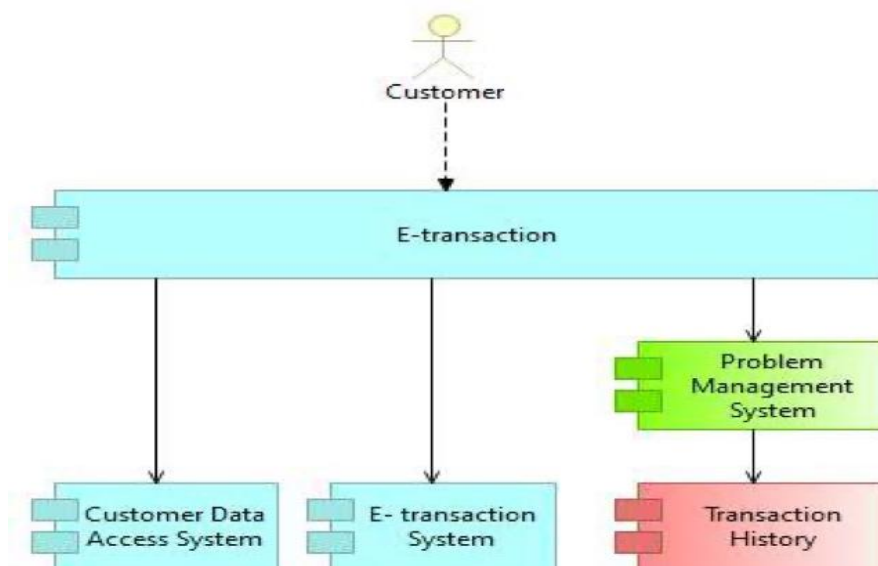 Customer
E-transaction
Problem
Management
System
Customer Data
Access System
E- transaction
System
Transaction
History